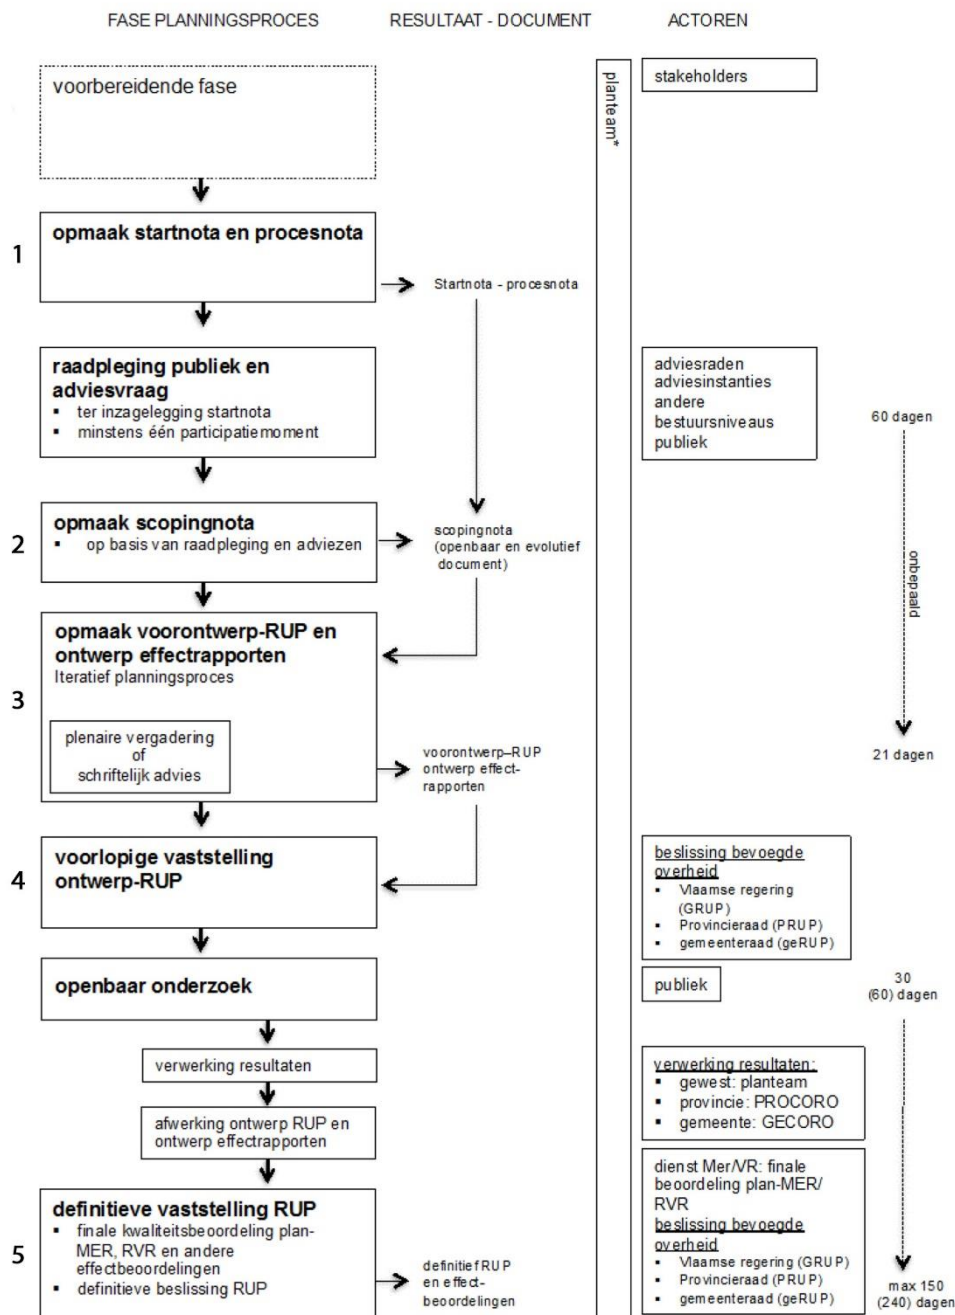 FASE PLANNINGSPROCES
RESULTAAT - DOCUMENT
ACTOREN
voorbereidende fase
planteam*
stakeholders
1
opmaak startnota en procesnota
Startnota - procesnota
raadpleging publiek en
adviesvraag
▪ ter inzagelegging startnota
▪ minstens één participatiemoment
adviesraden
adviesinstanties
andere
bestuursniveaus
publiek
60 dagen
2
opmaak scopingnota
▪ op basis van raadpleging en adviezen
scopingnota
(openbaar en evolutief
document)
onbepaald
3
opmaak voorontwerp-RUP en
ontwerp effectrapporten
Iteratief planningsproces
plenaire vergadering
of
schriftelijk advies
voorontwerp–RUP
ontwerp effect-
rapporten
21 dagen
4
voorlopige vaststelling
ontwerp-RUP
beslissing bevoegde
overheid
▪ Vlaamse regering
(GRUP)
▪ Provincieraad (PRUP)
▪ gemeenteraad (geRUP)
openbaar onderzoek
publiek
30
(60) dagen
verwerking resultaten
verwerking resultaten:
▪ gewest: planteam
▪ provincie: PROCORO
▪ gemeente: GECORO
afwerking ontwerp RUP en
ontwerp effectrapporten
5
definitieve vaststelling RUP
▪ finale kwaliteitsbeoordeling plan-
MER, RVR en andere
effectbeoordelingen
▪ definitieve beslissing RUP
definitief RUP
en effect-
beoordelingen
dienst Mer/VR: finale
beoordeling plan-MER/
RVR
beslissing bevoegde
overheid
▪ Vlaamse regering (GRUP)
▪ Provincieraad (PRUP)
▪ gemeenteraad (geRUP)
max 150
(240) dagen